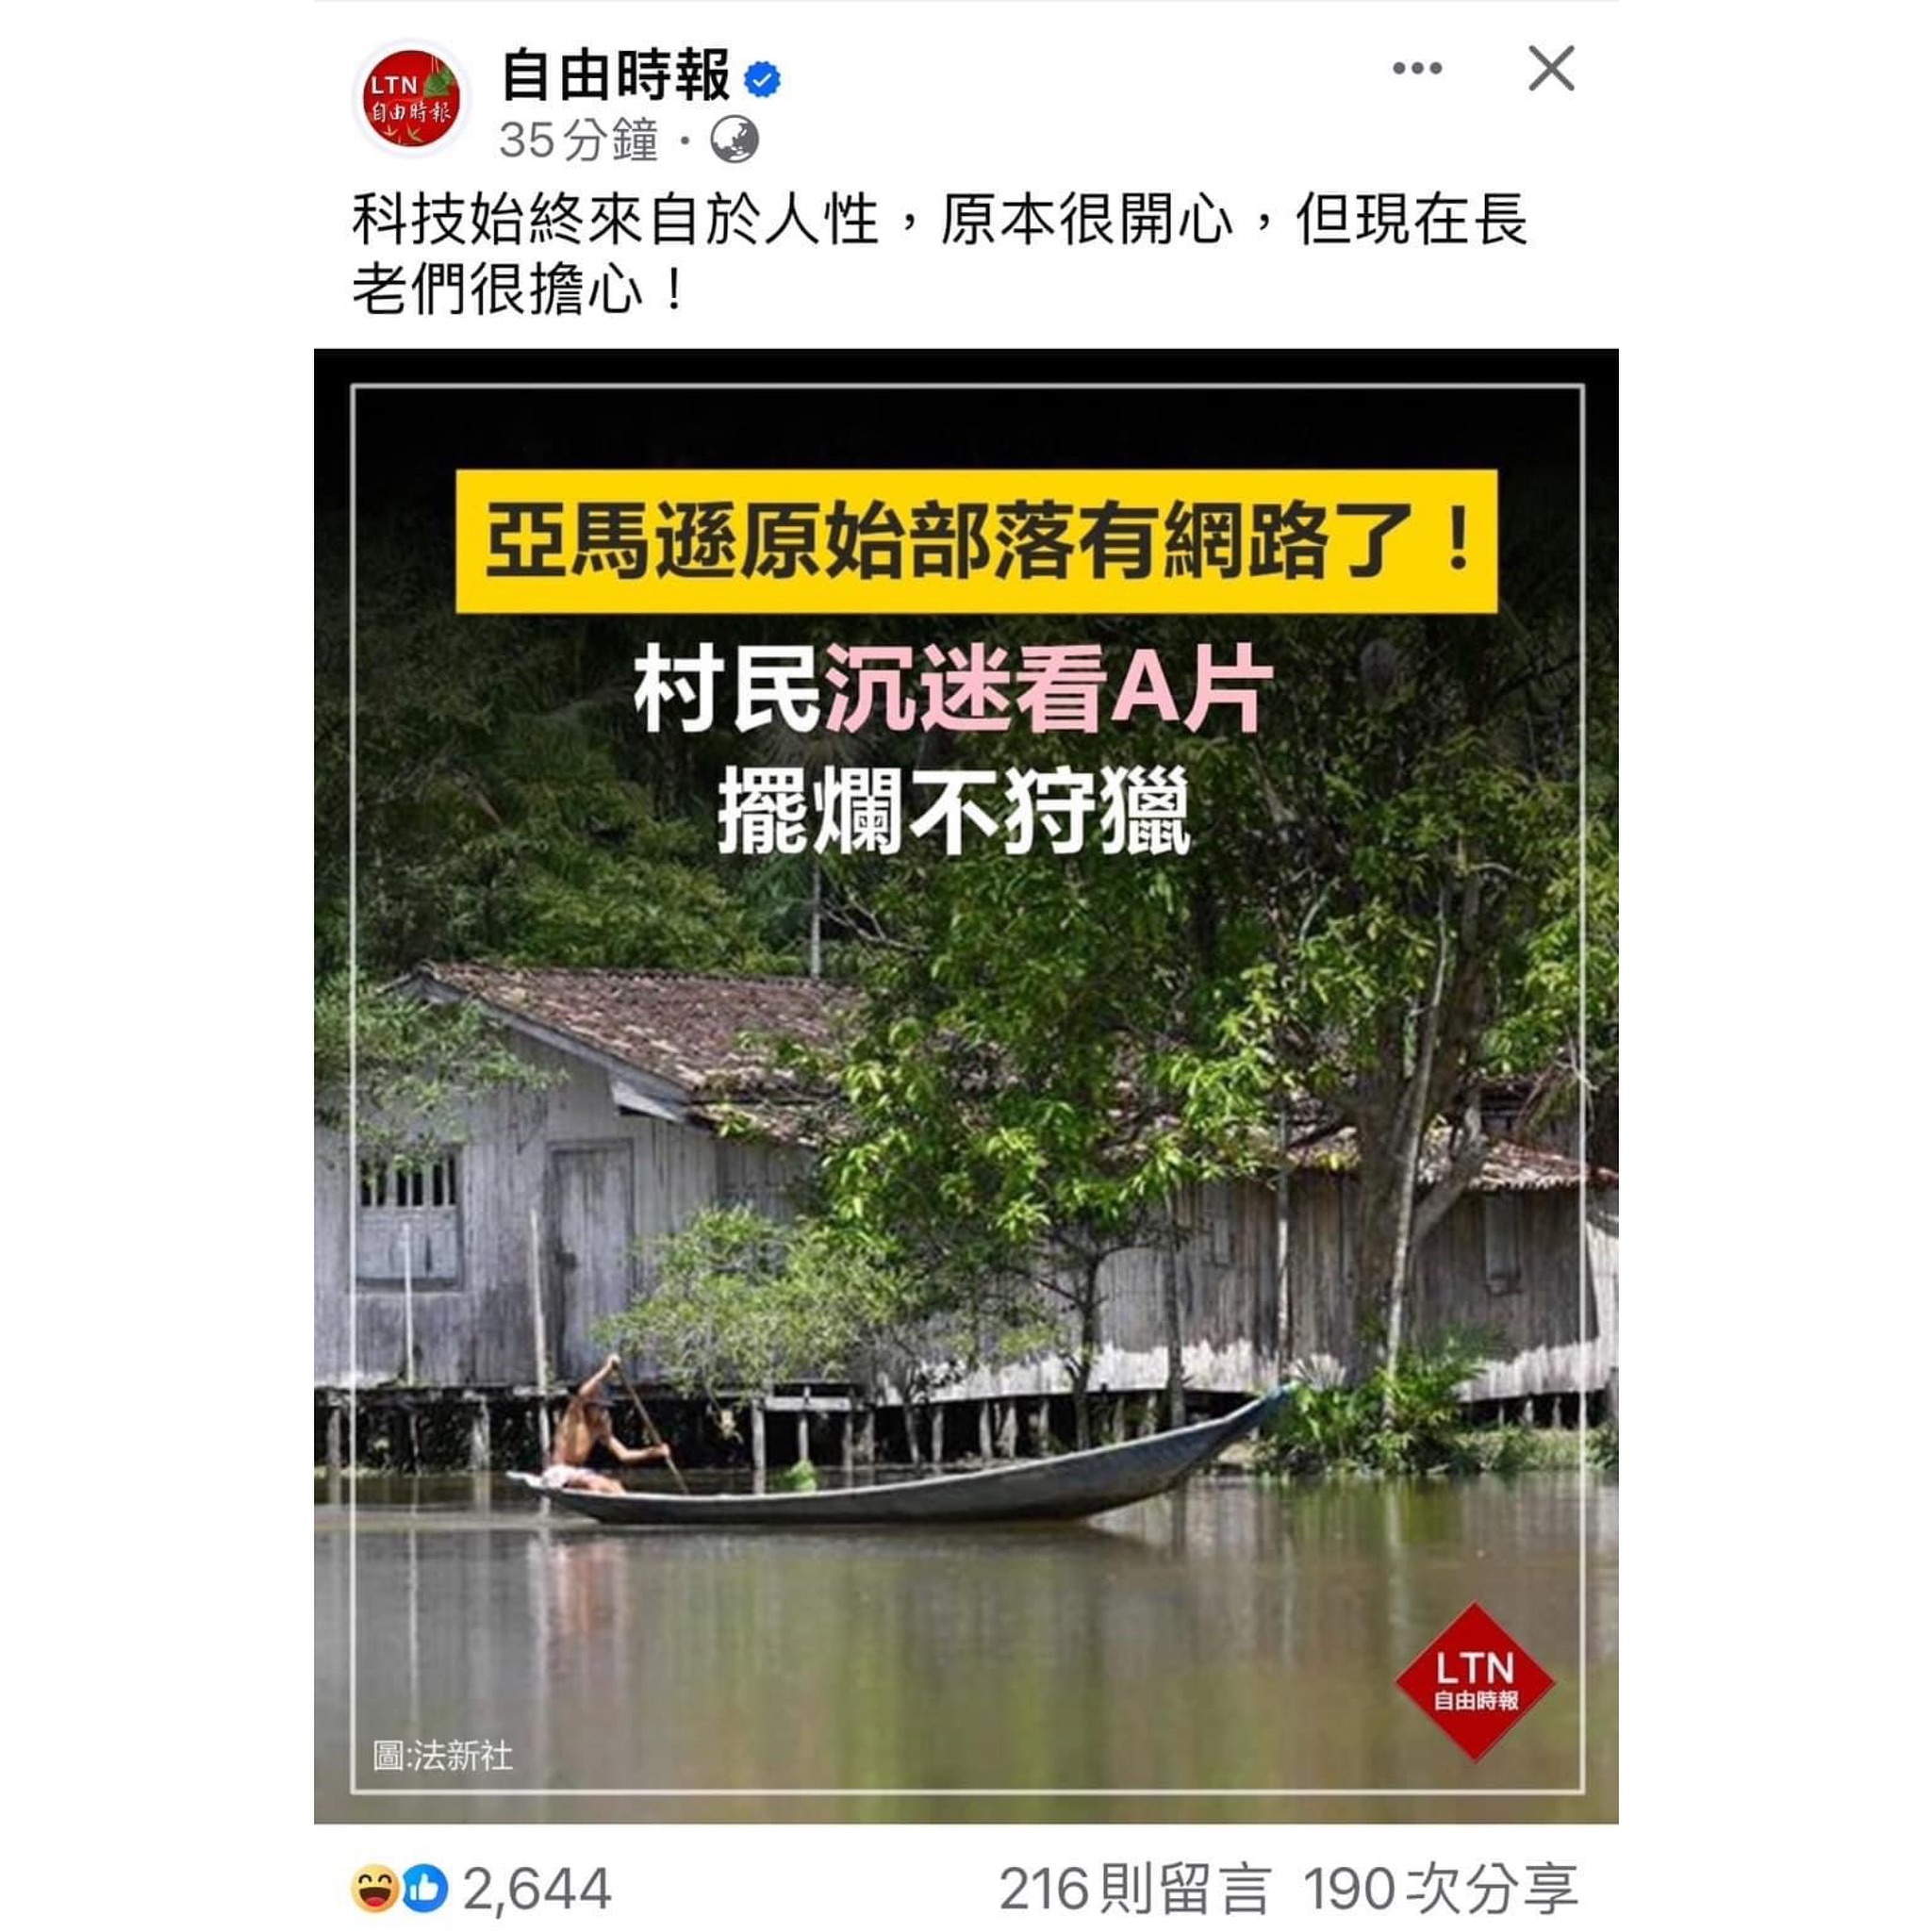 LTN
自由時報
自由時報
35分鐘・
科技始終來自於人性，原本很開心，但現在長
老們很擔心！
亞馬遜原始部落有網路了！
村民沉迷看A片
擺爛不狩獵
LTN
自由時報
圖:法新社
2,644
216則留言 190次分享